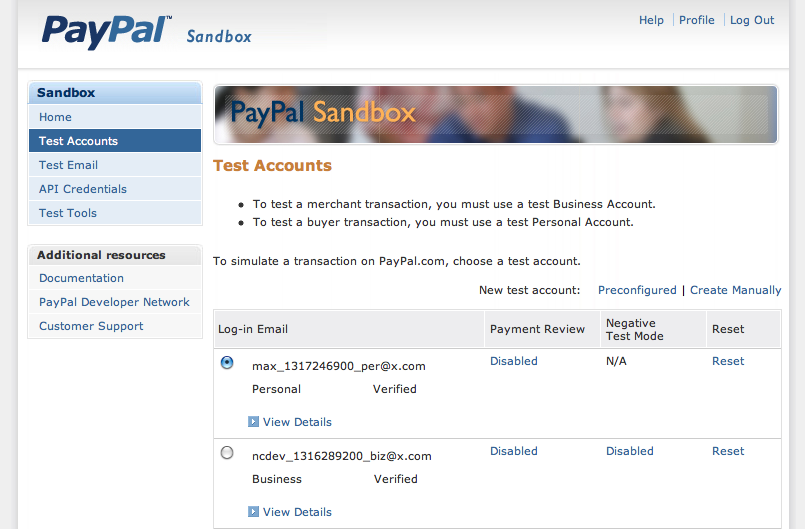 PayPal™ Sandbox
Help | Profile | Log Out
Sandbox
Home
Test Accounts
Test Email
API Credentials
Test Tools
Additional resources
Documentation
PayPal Developer Network
Customer Support
PayPal Sandbox
Test Accounts
• To test a merchant transaction, you must use a test Business Account.
• To test a buyer transaction, you must use a test Personal Account.
To simulate a transaction on PayPal.com, choose a test account.
New test account: Preconfigured | Create Manually
Log-in Email Payment Review Negative Test Mode Reset
max_1317246900_per@x.com Disabled N/A Reset
Personal Verified
View Details
ncdev_1316289200_biz@x.com Disabled Disabled Reset
Business Verified
View Details